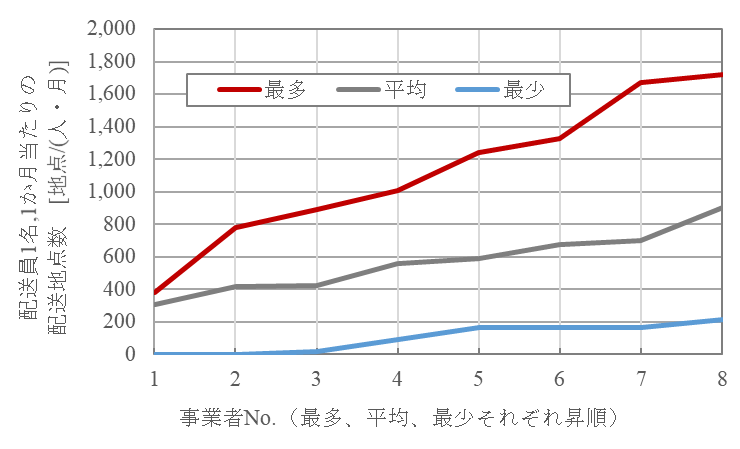 配送員1名,1か月当たりの
配送地点数 [地点/(人・月)]
2,000
1,800
1,600
1,400
1,200
1,000
800
600
400
200
0
最多 平均 最少
1 2 3 4 5 6 7 8
事業者No.（最多、平均、最少それぞれ昇順）